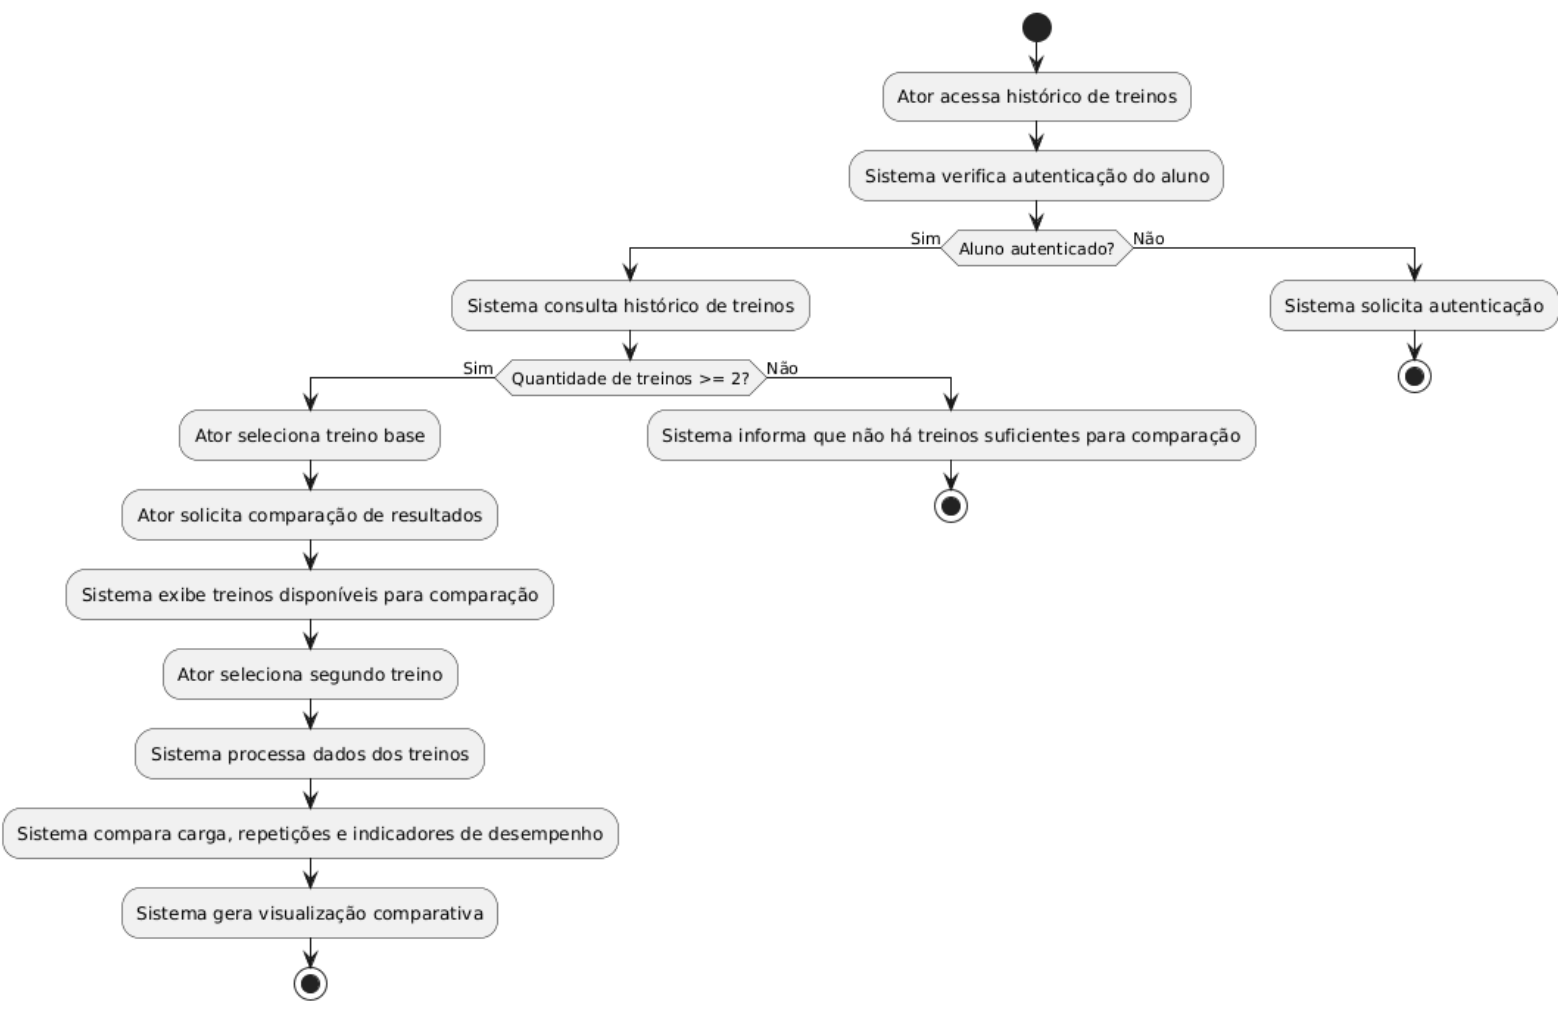 Ator acessa histórico de treinos
Sistema verifica autenticação do aluno
Sim
Aluno autenticado?
Não
Sistema consulta histórico de treinos
Sistema solicita autenticação
Sim
Quantidade de treinos >= 2?
Não
Ator seleciona treino base
Sistema informa que não há treinos suficientes para comparação
Ator solicita comparação de resultados
Sistema exibe treinos disponíveis para comparação
Ator seleciona segundo treino
Sistema processa dados dos treinos
Sistema compara carga, repetições e indicadores de desempenho
Sistema gera visualização comparativa